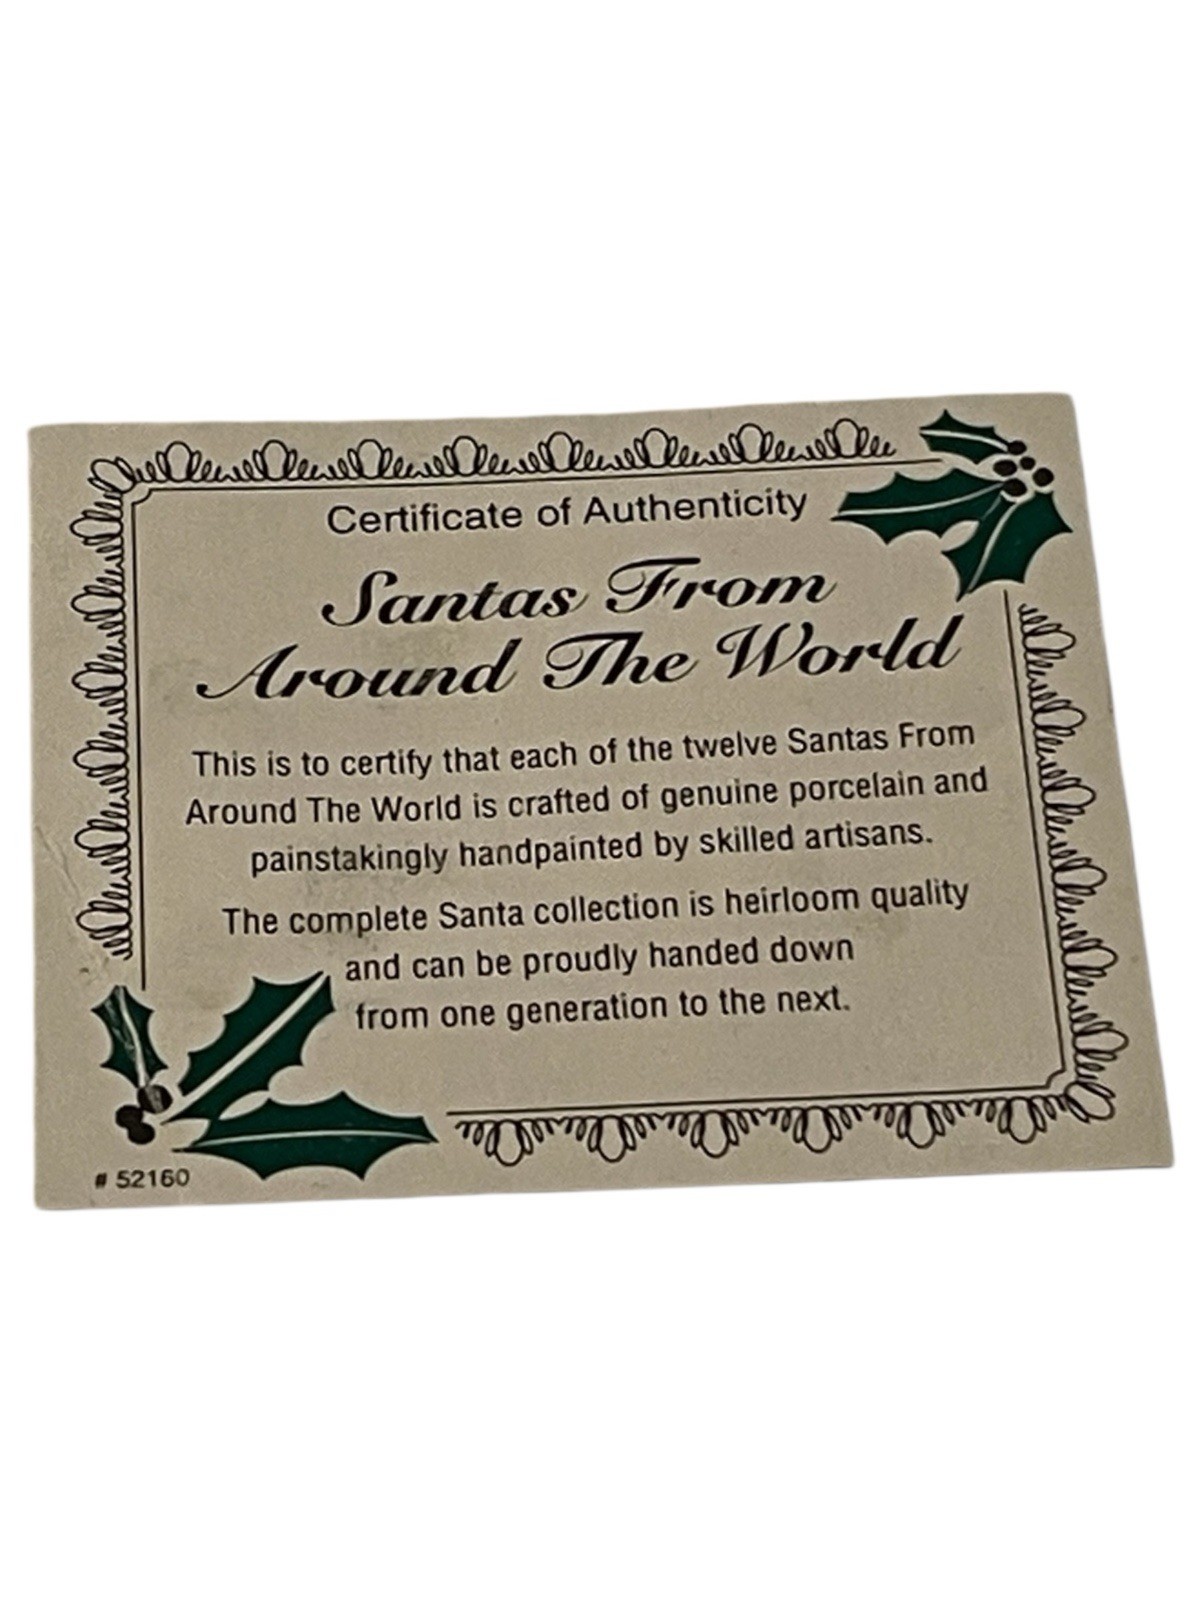 Certificate of Authenticity
Santas From
Around The World
This is to certify that each of the twelve Santas From
Around The World is crafted of genuine porcelain and
painstakingly handpainted by skilled artisans.
The complete Santa collection is heirloom quality
and can be proudly handed down
from one generation to the next.
# 52160